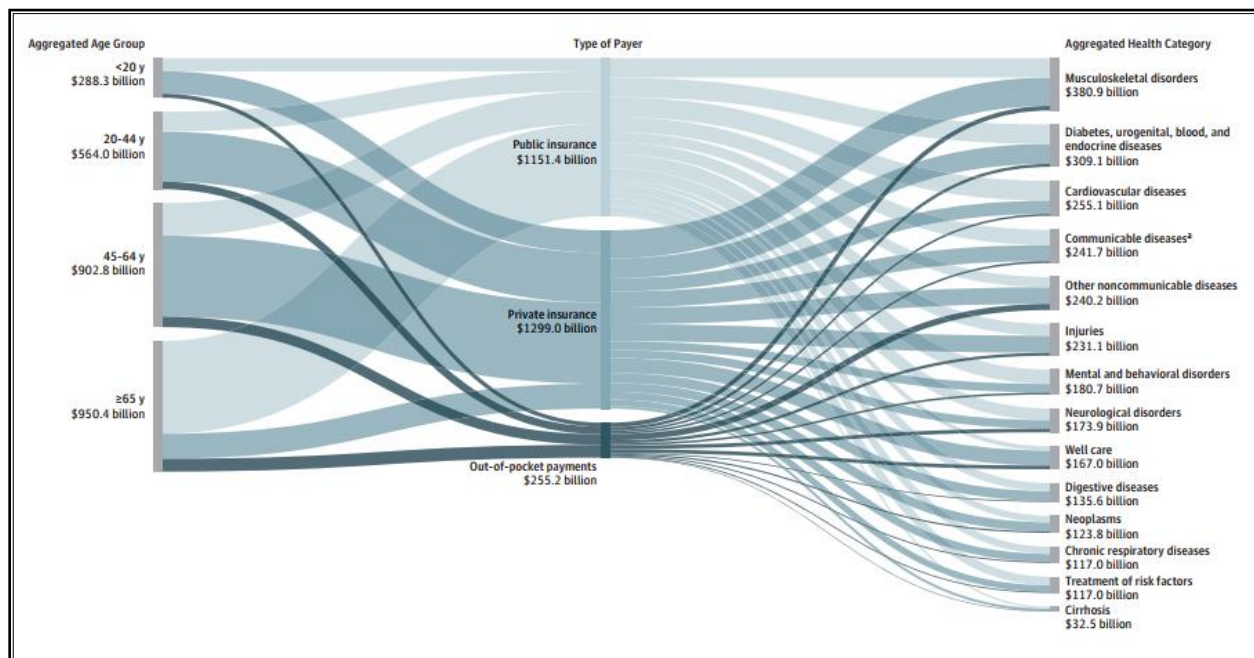 Aggregated Age Group
<20 y
$288.3 billion
20-44 y
$564.0 billion
45-64 y
$902.8 billion
≥65 y
$950.4 billion
Type of Payer
Public insurance
$1151.4 billion
Private insurance
$1299.0 billion
Out-of-pocket payments
$255.2 billion
Aggregated Health Category
Musculoskeletal disorders
$380.9 billion
Diabetes, urogenital, blood, and
endocrine diseases
$309.1 billion
Cardiovascular diseases
$255.1 billion
Communicable diseasesª
$241.7 billion
Other noncommunicable diseases
$240.2 billion
Injuries
$231.1 billion
Mental and behavioral disorders
$180.7 billion
Neurological disorders
$173.9 billion
Well care
$167.0 billion
Digestive diseases
$135.6 billion
Neoplasms
$123.8 billion
Chronic respiratory diseases
$117.0 billion
Treatment of risk factors
$117.0 billion
Cirrhosis
$32.5 billion